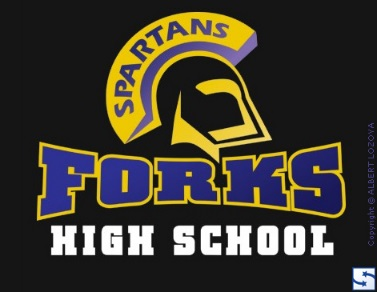 SPARTANS
FORKS
HIGH SCHOOL
Copyright @ ALBERT LOZOVA